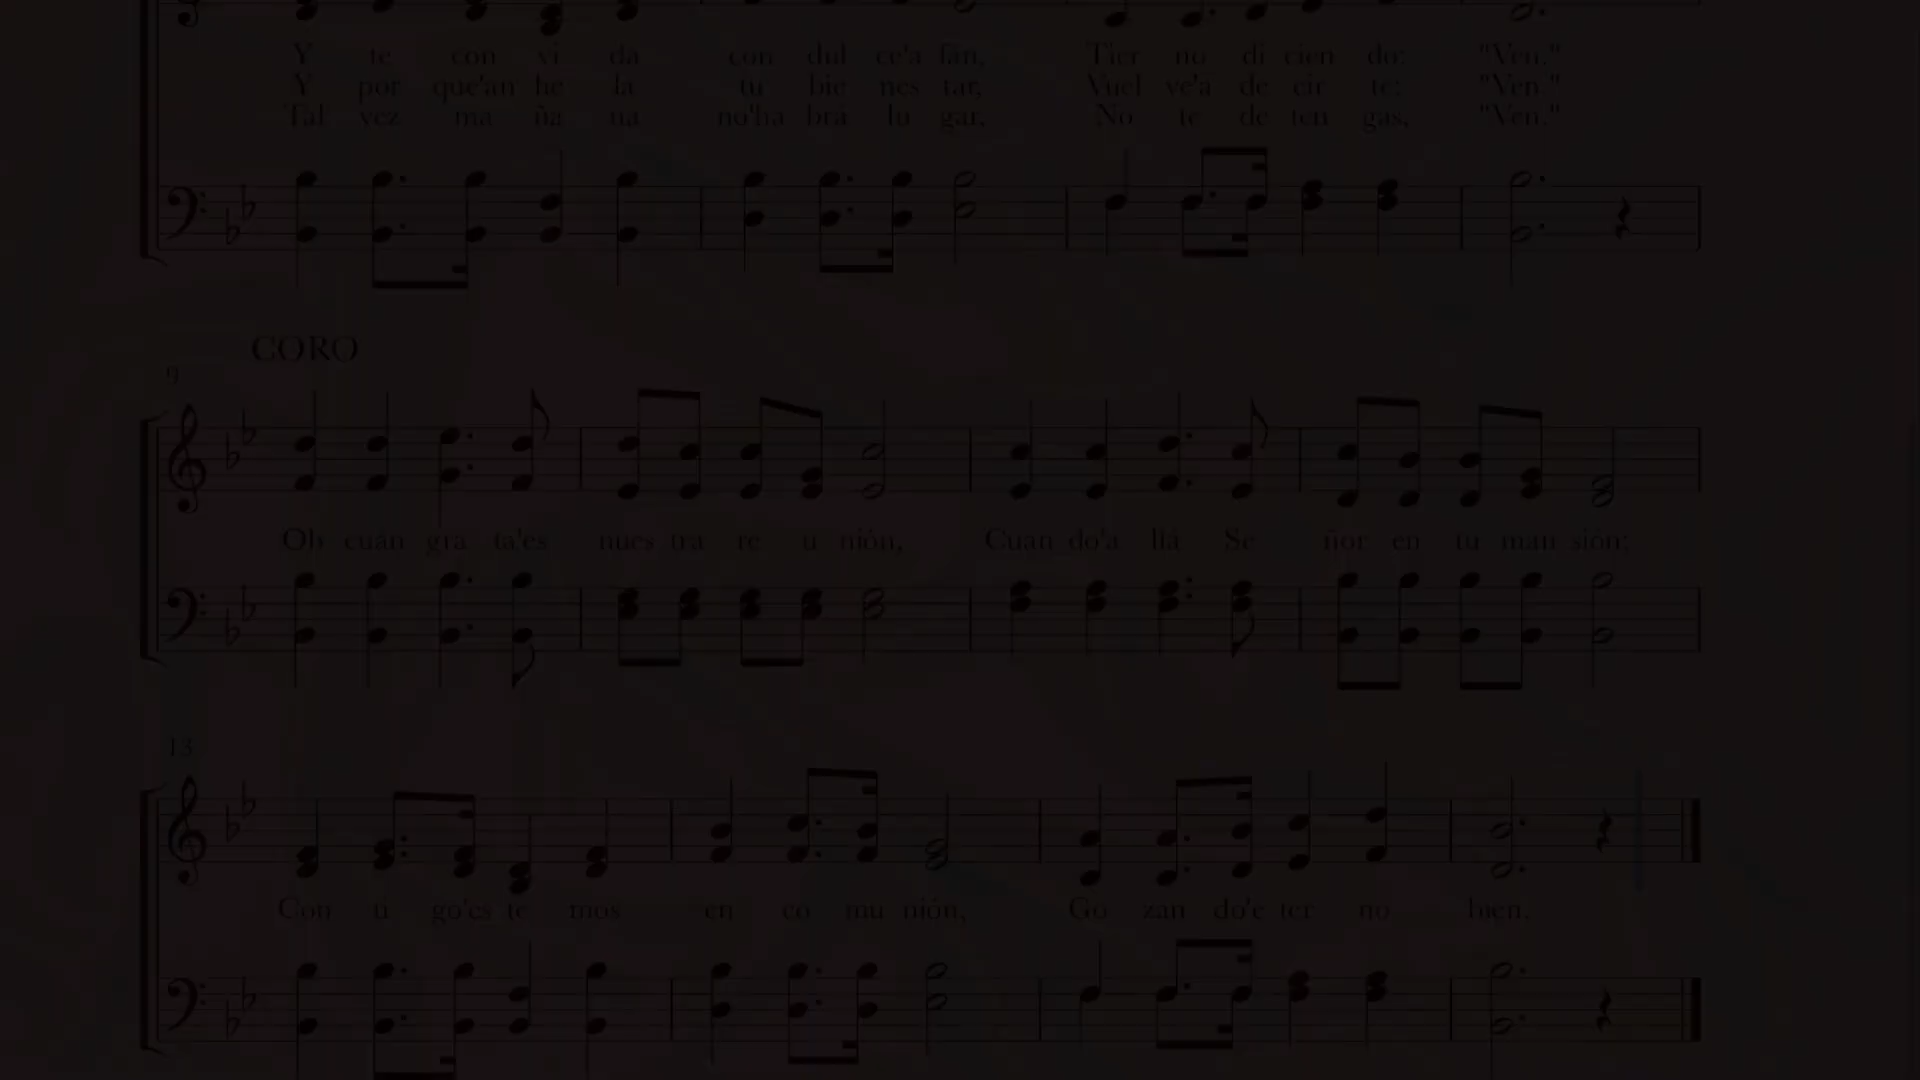 Y te con vi da con dul ce'a fán, Tier no di cien do: "Ven."
Y por que'an he la tu bie nes tar, Vuel ve'a de cir te: "Ven."
Tal vez ma ña na no'ha brá lu gar, No te de ten gas, "Ven."
CORO
9
Oh cuán gra ta'es nues tra re u nión, Cuan do'a llá Se ñor en tu man sión;
13
Con ti go'es te mos en co mu nión, Go zan do'e ter no bien.